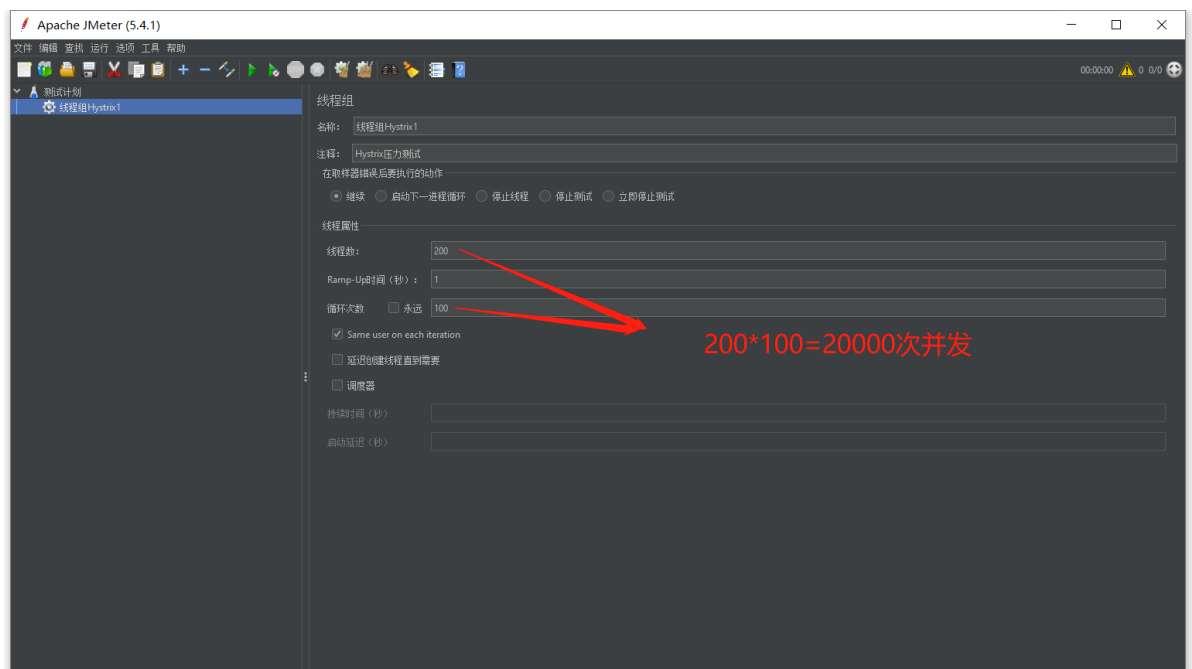 Apache JMeter (5.4.1)
文件 编辑 查找 运行 选项 工具 帮助
00:00:00 0 0/0
测试计划
线程组Hystrix1
线程组
名称： 线程组Hystrix1
注释： Hystrix压力测试
在取样器错误后要执行的动作
继续 启动下一进程循环 停止线程 停止测试 立即停止测试
线程属性
线程数： 200
Ramp-Up时间（秒）： 1
循环次数 永远 100
Same user on each iteration
200*100=20000次并发
延迟创建线程直到需要
调度器
持续时间（秒）
启动延迟（秒）